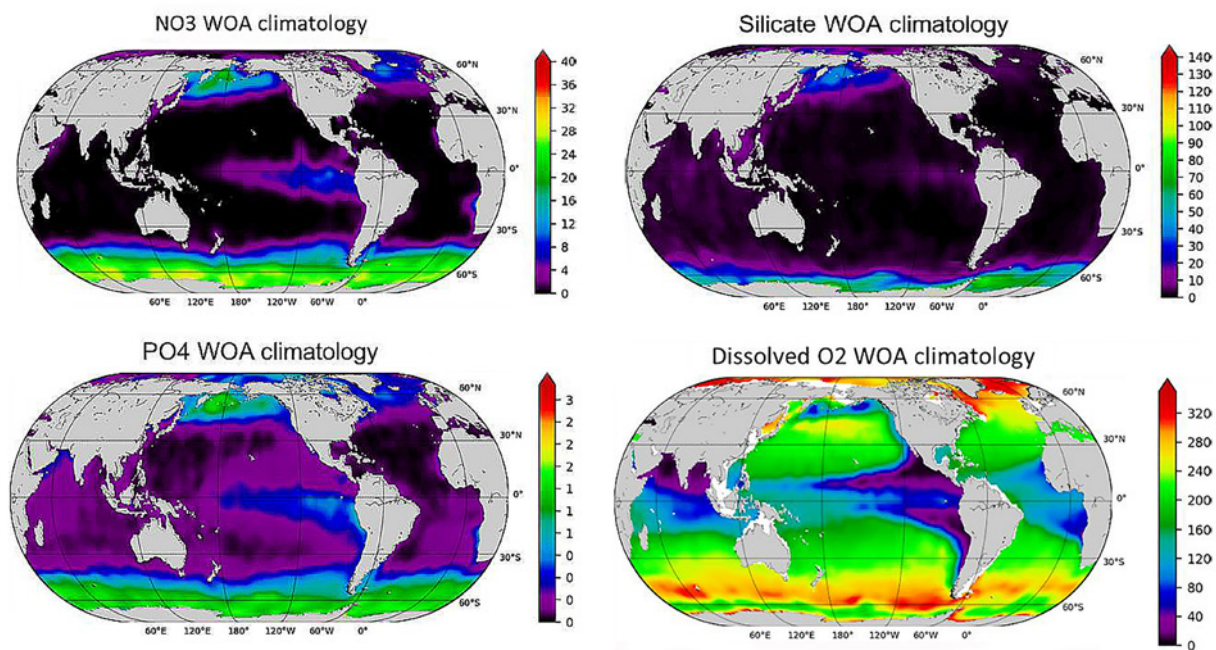 NO3 WOA climatology
60°N
30°N
0°
30°S
60°S
60°E 120°E 180° 120°W 60°W 0°
40
36
32
28
24
20
16
12
8
4
0
Silicate WOA climatology
60°N
30°N
0°
30°S
60°S
60°E 120°E 180° 120°W 60°W 0°
140
130
120
110
100
90
80
70
60
50
40
30
20
10
0
PO4 WOA climatology
60°N
30°N
0°
30°S
60°S
60°E 120°E 180° 120°W 60°W 0°
3
2
2
2
1
1
0
0
0
0
Dissolved O2 WOA climatology
60°N
30°N
0°
30°S
60°S
60°E 120°E 180° 120°W 60°W 0°
320
280
240
200
160
120
80
40
0